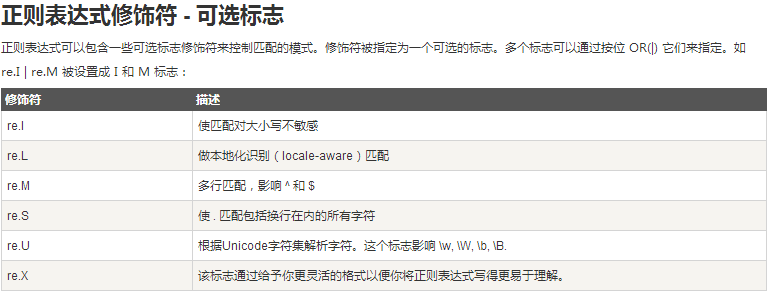 正则表达式修饰符 - 可选标志
正则表达式可以包含一些可选标志修饰符来控制匹配的模式。修饰符被指定为一个可选的标志。多个标志可以通过按位 OR(|) 它们来指定。如
re.I | re.M 被设置成 I 和 M 标志：
修饰符 描述
re.I 使匹配对大小写不敏感
re.L 做本地化识别（locale-aware）匹配
re.M 多行匹配，影响 ^ 和 $
re.S 使 . 匹配包括换行在内的所有字符
re.U 根据Unicode字符集解析字符。这个标志影响 \w, \W, \b, \B.
re.X 该标志通过给予你更灵活的格式以便你将正则表达式写得更易于理解。